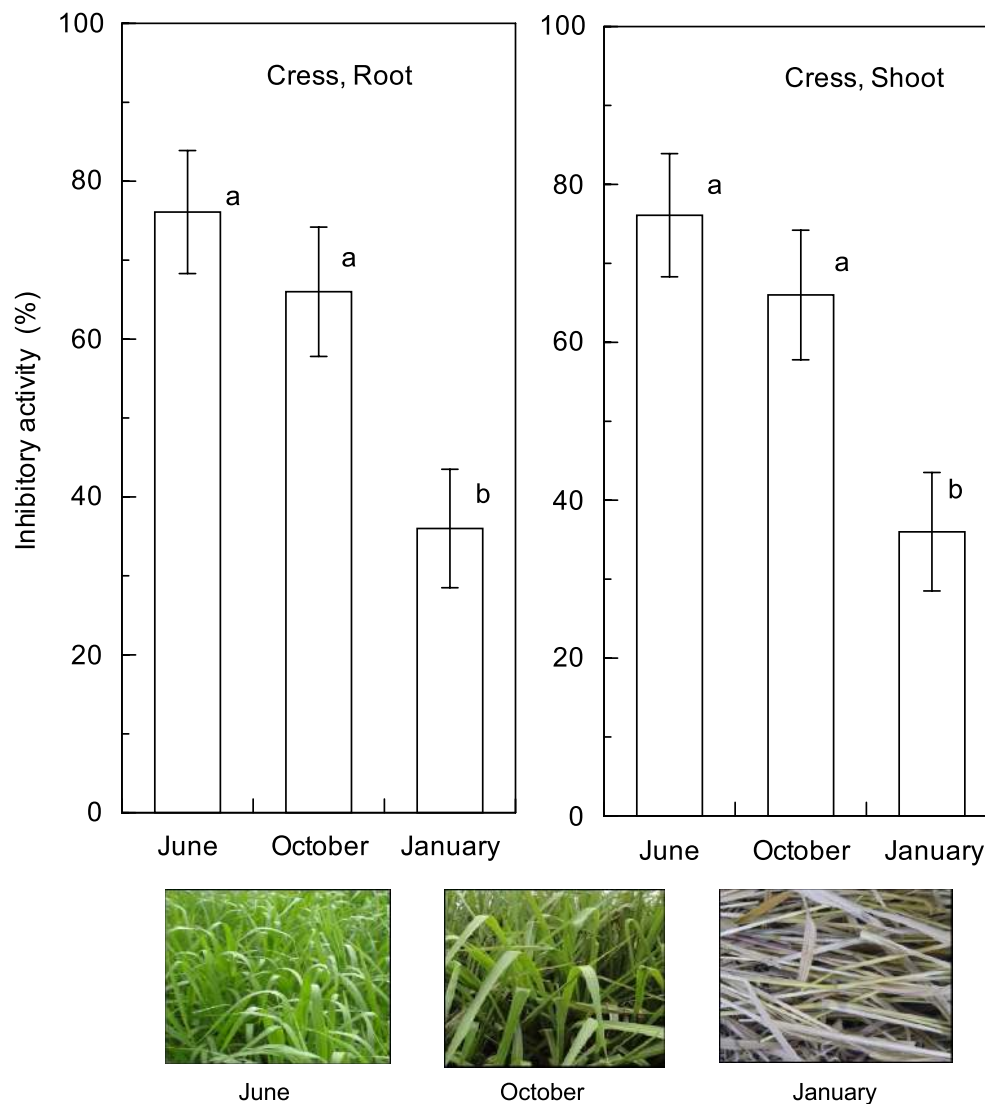 100
80
60
40
20
0
Inhibitory activity (%)
Cress, Root
a
a
b
June October January
100
80
60
40
20
0
Cress, Shoot
a
a
b
June October January
June October January